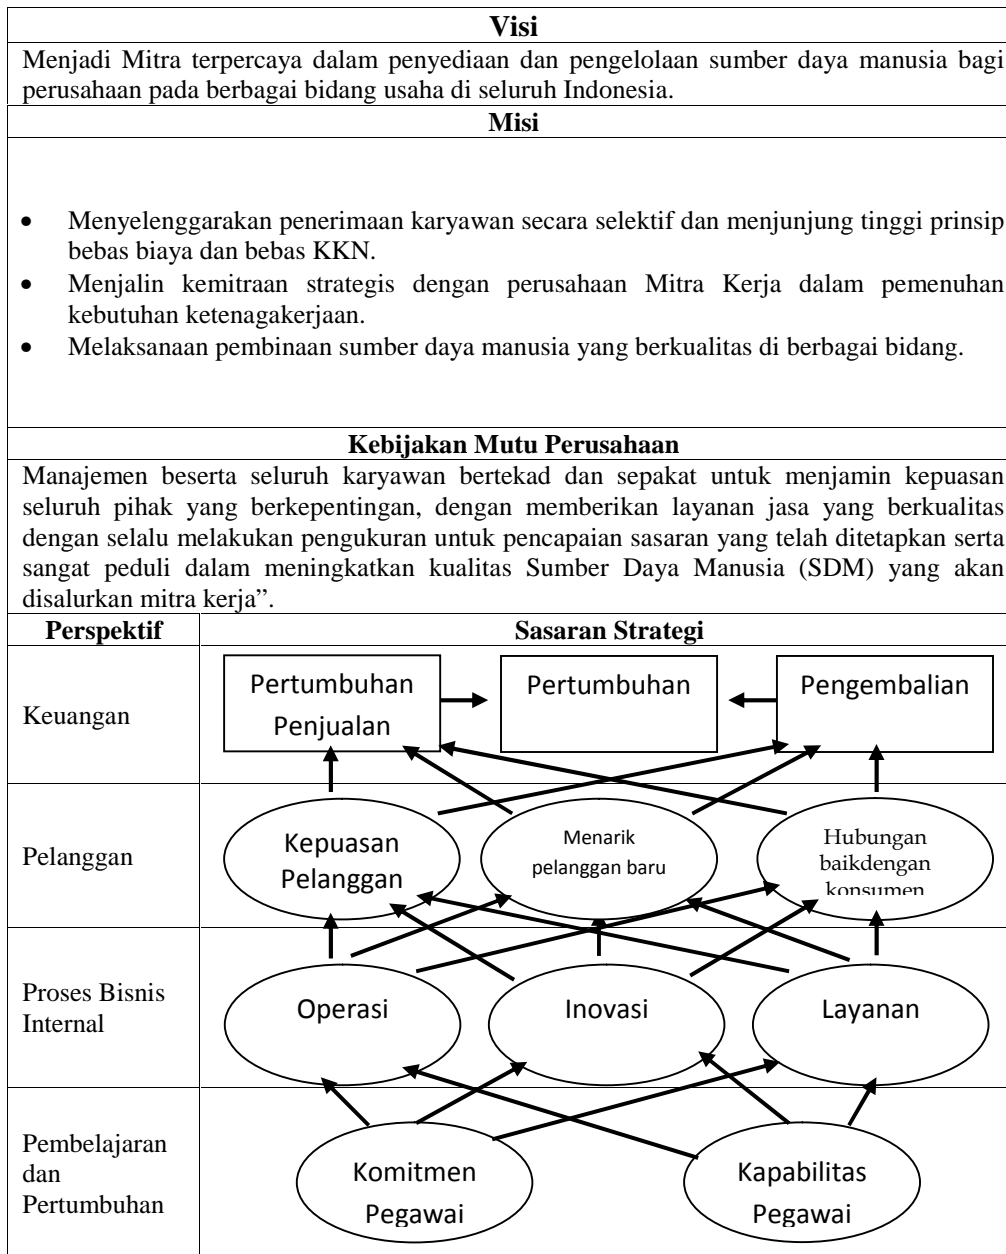 Visi
Menjadi Mitra terpercaya dalam penyediaan dan pengelolaan sumber daya manusia bagi
perusahaan pada berbagai bidang usaha di seluruh Indonesia.
Misi
• Menyelenggarakan penerimaan karyawan secara selektif dan menjunjung tinggi prinsip
bebas biaya dan bebas KKN.
• Menjalin kemitraan strategis dengan perusahaan Mitra Kerja dalam pemenuhan
kebutuhan ketenagakerjaan.
• Melaksanaan pembinaan sumber daya manusia yang berkualitas di berbagai bidang.
Kebijakan Mutu Perusahaan
Manajemen beserta seluruh karyawan bertekad dan sepakat untuk menjamin kepuasan
seluruh pihak yang berkepentingan, dengan memberikan layanan jasa yang berkualitas
dengan selalu melakukan pengukuran untuk pencapaian sasaran yang telah ditetapkan serta
sangat peduli dalam meningkatkan kualitas Sumber Daya Manusia (SDM) yang akan
disalurkan mitra kerja”.
Perspektif
Sasaran Strategi
Keuangan
Pertumbuhan
Penjualan
Pertumbuhan
Pengembalian
Pelanggan
Kepuasan
Pelanggan
Menarik
pelanggan baru
Hubungan
baikdengan
konsumen
Proses Bisnis
Internal
Operasi
Inovasi
Layanan
Pembelajaran
dan
Pertumbuhan
Komitmen
Pegawai
Kapabilitas
Pegawai